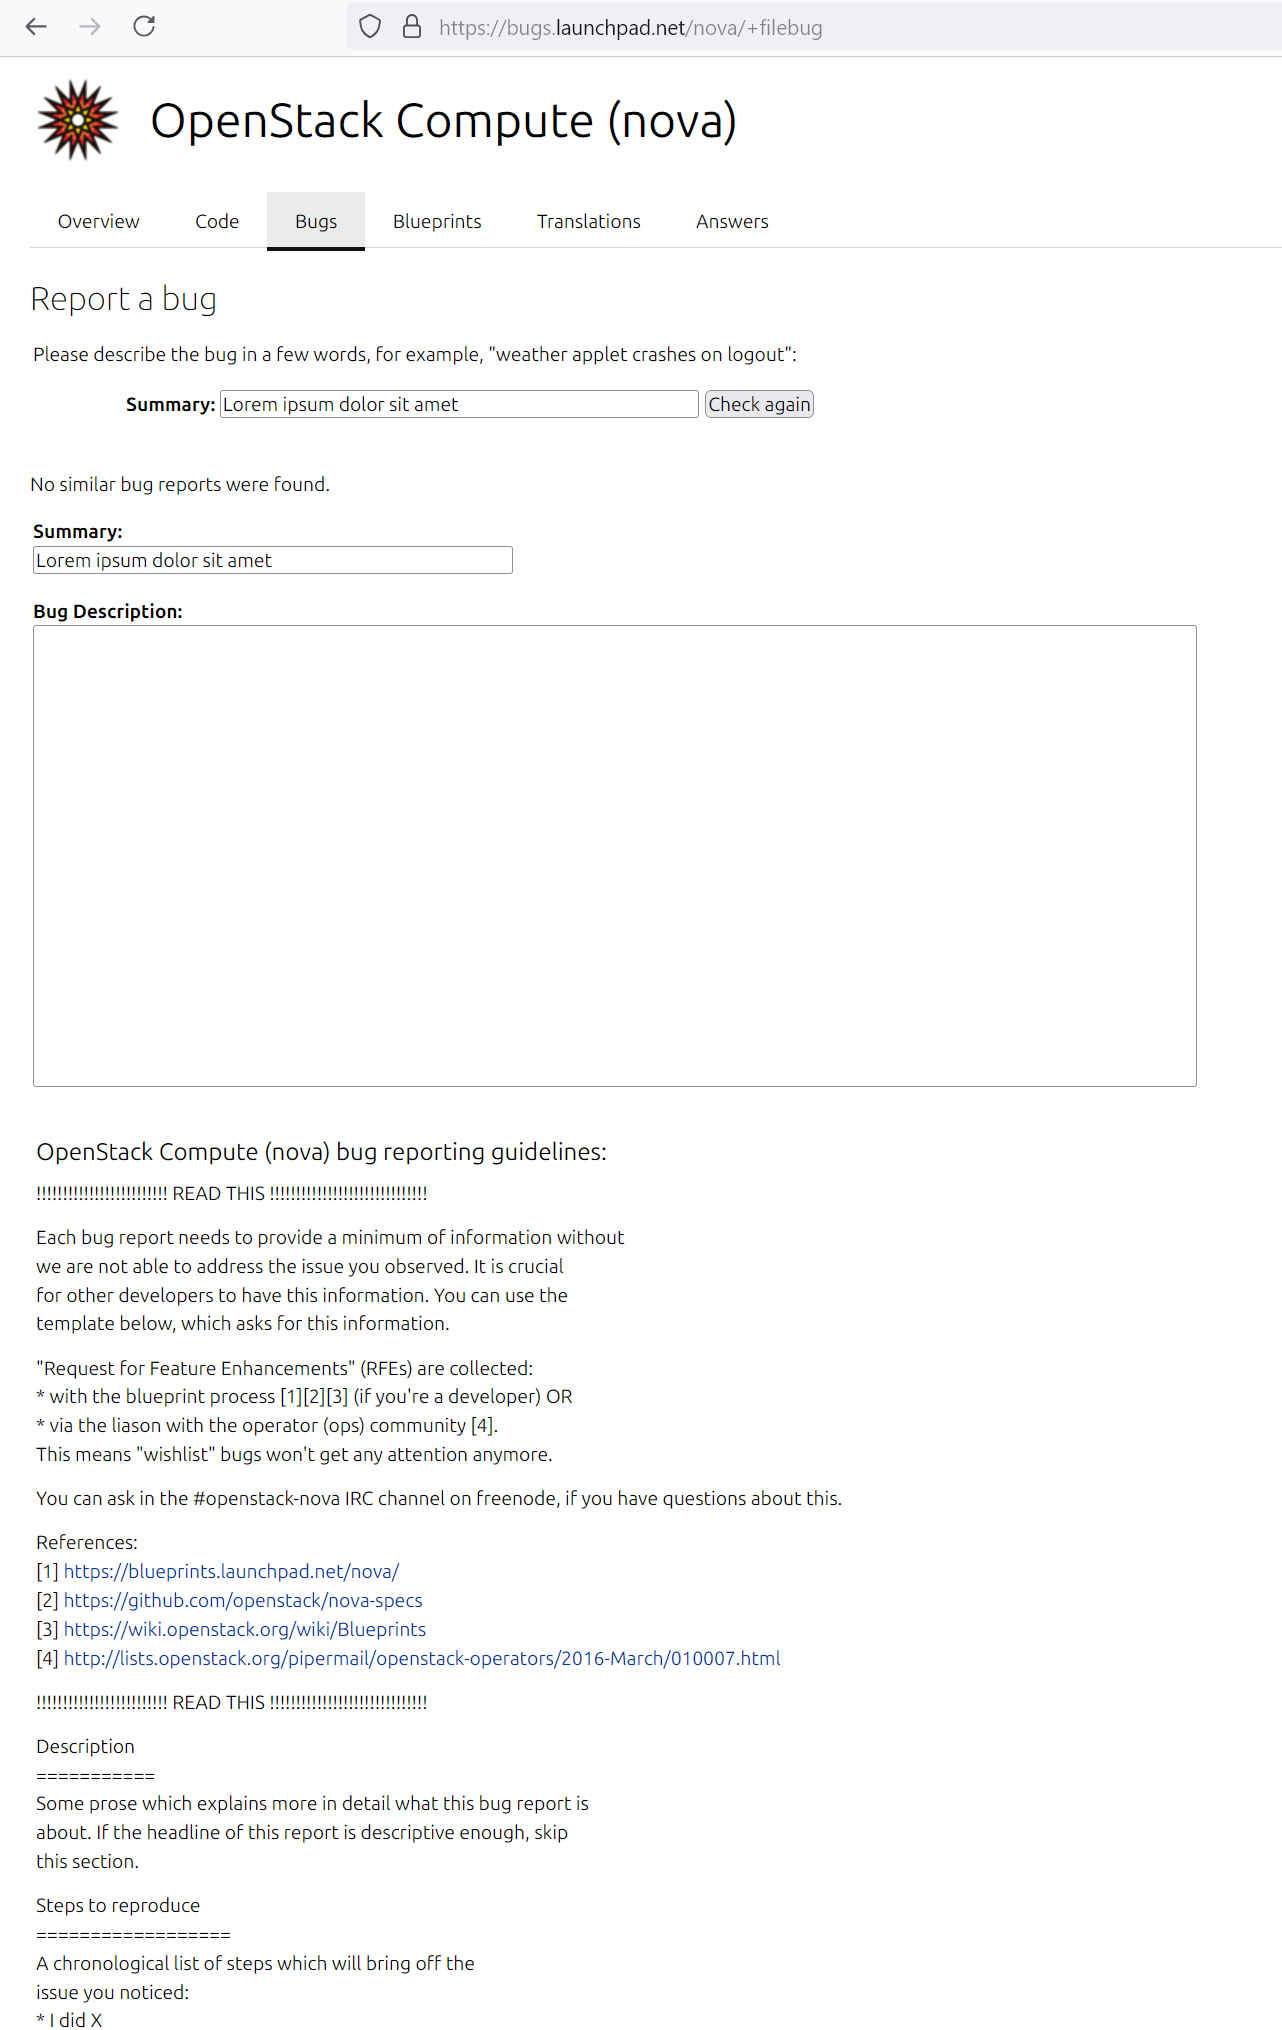 https://bugs.launchpad.net/nova/+filebug
OpenStack Compute (nova)
Overview Code Bugs Blueprints Translations Answers
Report a bug
Please describe the bug in a few words, for example, "weather applet crashes on logout":
Summary: Lorem ipsum dolor sit amet Check again
No similar bug reports were found.
Summary:
Lorem ipsum dolor sit amet
Bug Description:
OpenStack Compute (nova) bug reporting guidelines:
!!!!!!!!!!!!!!!!!!!!!!!!! READ THIS !!!!!!!!!!!!!!!!!!!!!!!!!!!!!!
Each bug report needs to provide a minimum of information without
we are not able to address the issue you observed. It is crucial
for other developers to have this information. You can use the
template below, which asks for this information.
"Request for Feature Enhancements" (RFEs) are collected:
* with the blueprint process [1][2][3] (if you're a developer) OR
* via the liason with the operator (ops) community [4].
This means "wishlist" bugs won't get any attention anymore.
You can ask in the #openstack-nova IRC channel on freenode, if you have questions about this.
References:
[1] https://blueprints.launchpad.net/nova/
[2] https://github.com/openstack/nova-specs
[3] https://wiki.openstack.org/wiki/Blueprints
[4] http://lists.openstack.org/pipermail/openstack-operators/2016-March/010007.html
!!!!!!!!!!!!!!!!!!!!!!!!! READ THIS !!!!!!!!!!!!!!!!!!!!!!!!!!!!!!
Description
===========
Some prose which explains more in detail what this bug report is
about. If the headline of this report is descriptive enough, skip
this section.
Steps to reproduce
==================
A chronological list of steps which will bring off the
issue you noticed:
* I did X